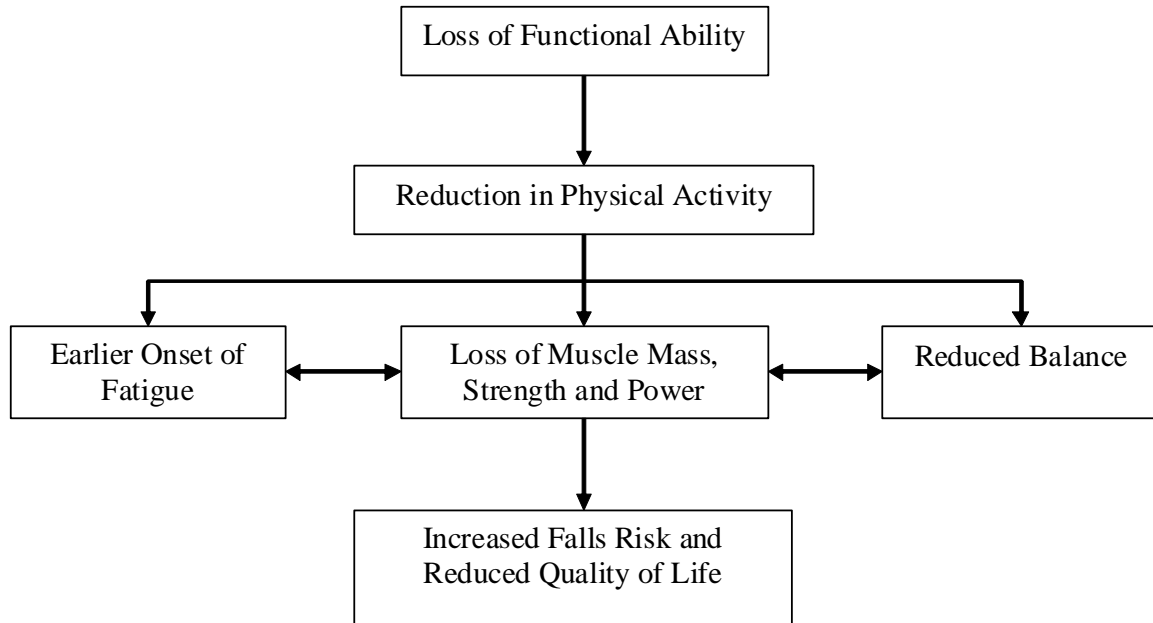 Loss of Functional Ability
Reduction in Physical Activity
Earlier Onset of
Fatigue
Loss of Muscle Mass,
Strength and Power
Reduced Balance
Increased Falls Risk and
Reduced Quality of Life